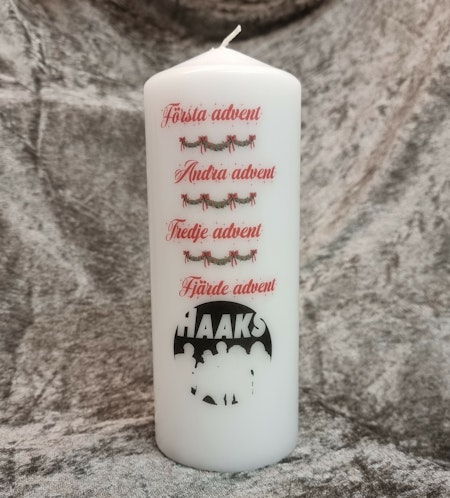 Första advent
Andra advent
Tredje advent
Fjärde advent
HAAKS